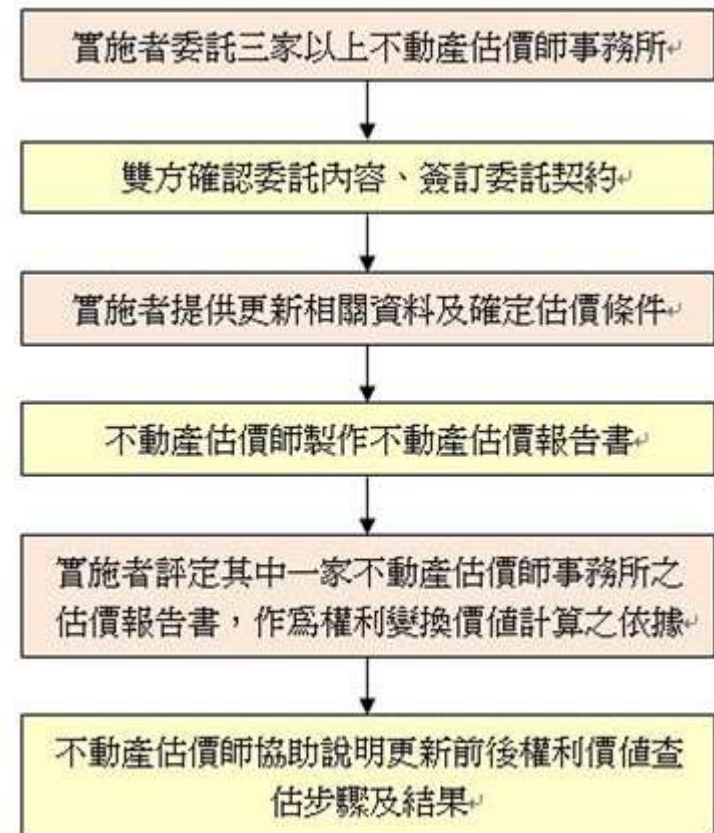 實施者委託三家以上不動產估價師事務所
雙方確認委託內容、簽訂委託契約
實施者提供更新相關資料及確定估價條件
不動產估價師製作不動產估價報告書
實施者評定其中一家不動產估價師事務所之
估價報告書，作為權利變換價值計算之依據
不動產估價師協助說明更新前後權利價值查
估步驟及結果